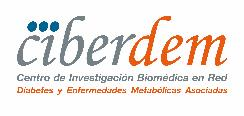 ciberdem
Centro de Investigación Biomédica en Red
Diabetes y Enfermedades Metabólicas Asociadas